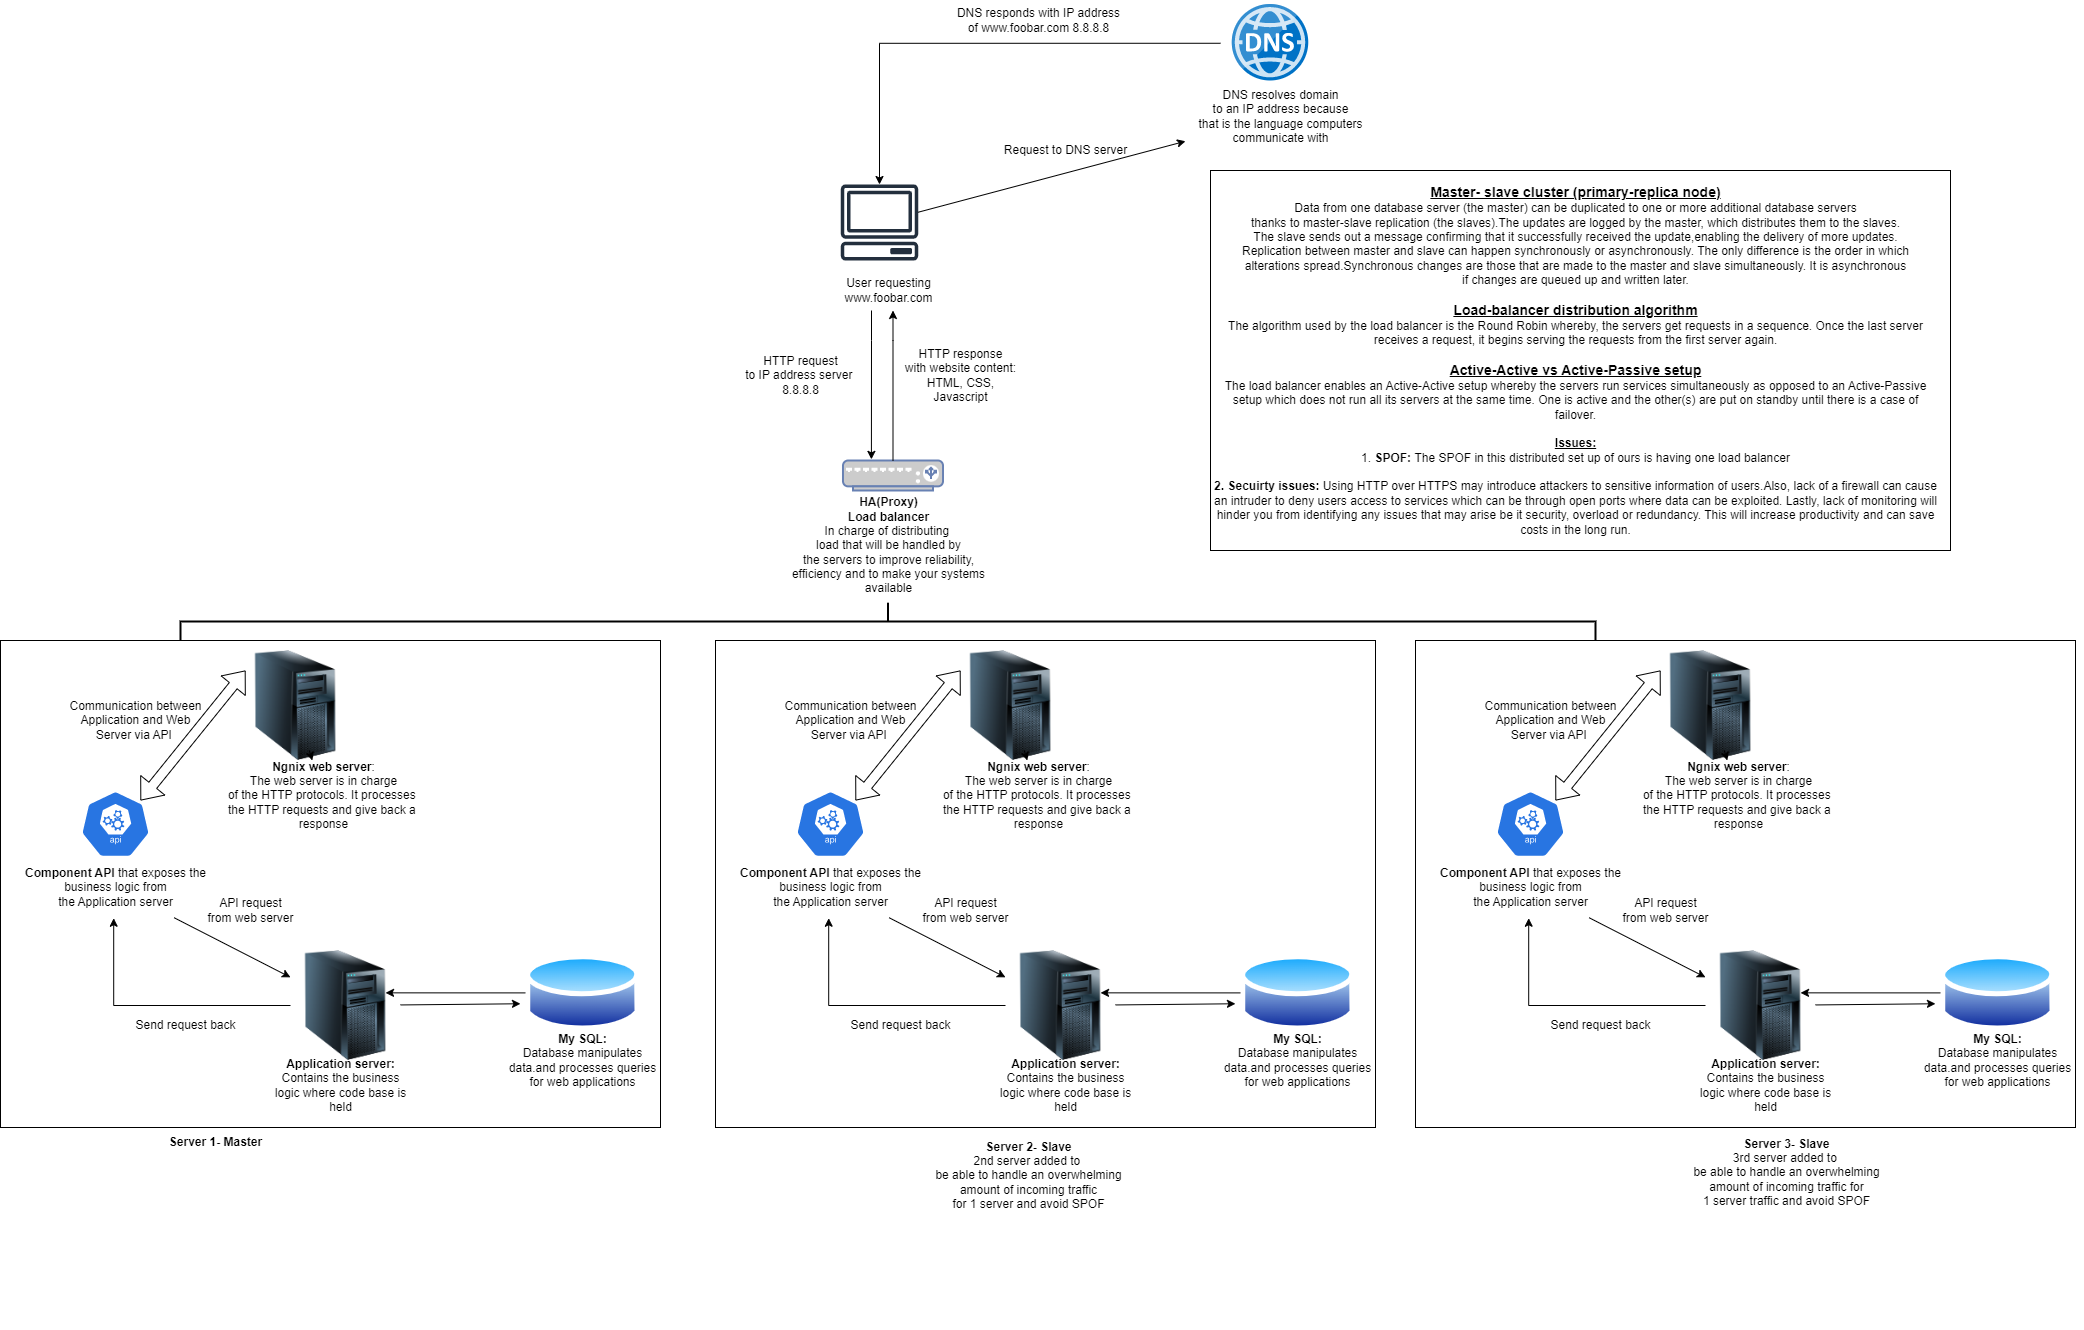 DNS responds with IP address
of www.foobar.com 8.8.8.8
DNS
DNS resolves domain
to an IP address because
that is the language computers
communicate with
Request to DNS server
User requesting
www.foobar.com
HTTP request
to IP address server
8.8.8.8
HTTP response
with website content:
HTML, CSS,
Javascript
Master- slave cluster (primary-replica node)
Data from one database server (the master) can be duplicated to one or more additional database servers
thanks to master-slave replication (the slaves).The updates are logged by the master, which distributes them to the slaves.
The slave sends out a message confirming that it successfully received the update,enabling the delivery of more updates.
Replication between master and slave can happen synchronously or asynchronously. The only difference is the order in which
alterations spread.Synchronous changes are those that are made to the master and slave simultaneously. It is asynchronous
if changes are queued up and written later.
Load-balancer distribution algorithm
The algorithm used by the load balancer is the Round Robin whereby, the servers get requests in a sequence. Once the last server
receives a request, it begins serving the requests from the first server again.
Active-Active vs Active-Passive setup
The load balancer enables an Active-Active setup whereby the servers run services simultaneously as opposed to an Active-Passive
setup which does not run all its servers at the same time. One is active and the other(s) are put on standby until there is a case of
failover.
Issues:
1. SPOF: The SPOF in this distributed set up of ours is having one load balancer
2. Secuirty issues: Using HTTP over HTTPS may introduce attackers to sensitive information of users.Also, lack of a firewall can cause
an intruder to deny users access to services which can be through open ports where data can be exploited. Lastly, lack of monitoring will
hinder you from identifying any issues that may arise be it security, overload or redundancy. This will increase productivity and can save
costs in the long run.
HA(Proxy)
Load balancer
In charge of distributing
load that will be handled by
the servers to improve reliability,
efficiency and to make your systems
available
Communication between
Application and Web
Server via API
Ngnix web server:
The web server is in charge
of the HTTP protocols. It processes
the HTTP requests and give back a
response
api
Component API that exposes the
business logic from
the Application server
API request
from web server
Send request back
Application server:
Contains the business
logic where code base is
held
My SQL:
Database manipulates
data.and processes queries
for web applications
Server 1- Master
Communication between
Application and Web
Server via API
Ngnix web server:
The web server is in charge
of the HTTP protocols. It processes
the HTTP requests and give back a
response
api
Component API that exposes the
business logic from
the Application server
API request
from web server
Send request back
Application server:
Contains the business
logic where code base is
held
My SQL:
Database manipulates
data.and processes queries
for web applications
Server 2- Slave
2nd server added to
be able to handle an overwhelming
amount of incoming traffic
for 1 server and avoid SPOF
Communication between
Application and Web
Server via API
Ngnix web server:
The web server is in charge
of the HTTP protocols. It processes
the HTTP requests and give back a
response
api
Component API that exposes the
business logic from
the Application server
API request
from web server
Send request back
Application server:
Contains the business
logic where code base is
held
My SQL:
Database manipulates
data.and processes queries
for web applications
Server 3- Slave
3rd server added to
be able to handle an overwhelming
amount of incoming traffic for
1 server traffic and avoid SPOF